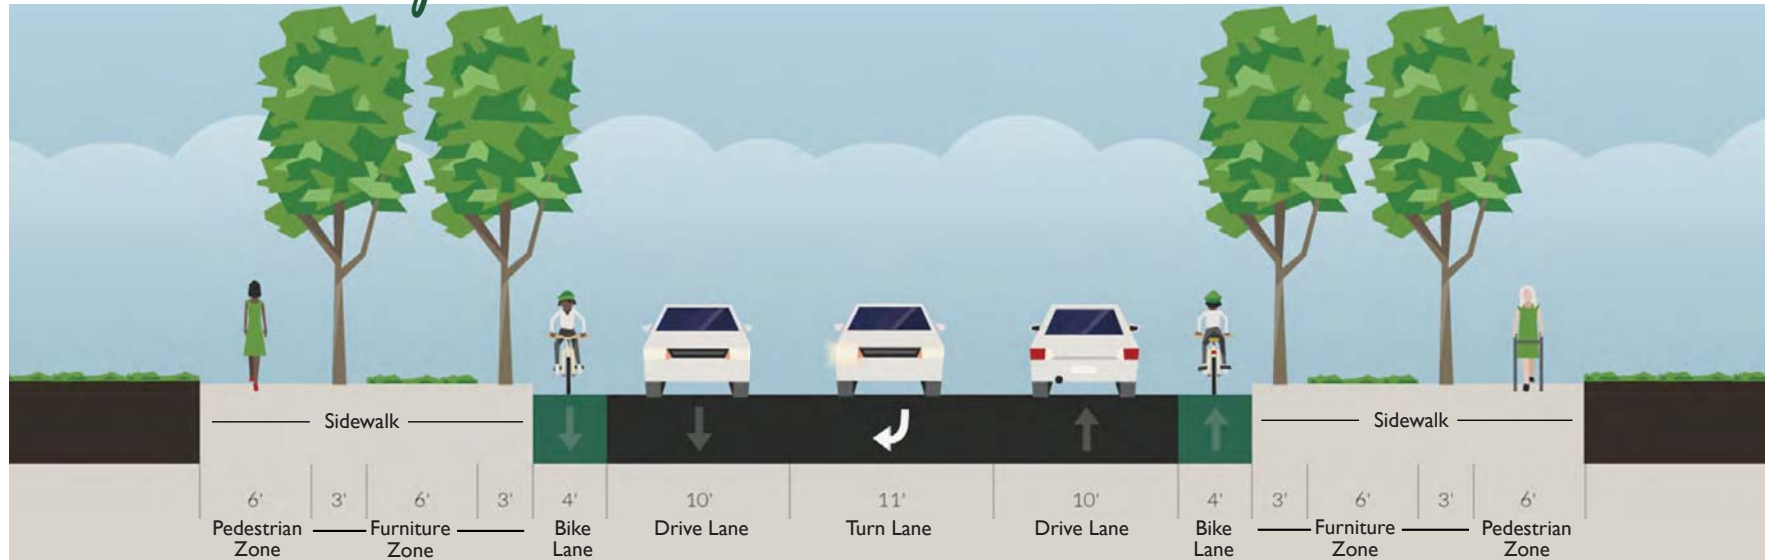 Sidewalk
Sidewalk
6' 3' 6' 3' 4' 10' 11' 10' 4' 3' 6' 3' 6'
Pedestrian Zone
Furniture Zone
Bike Lane
Drive Lane
Turn Lane
Drive Lane
Bike Lane
Furniture Zone
Pedestrian Zone